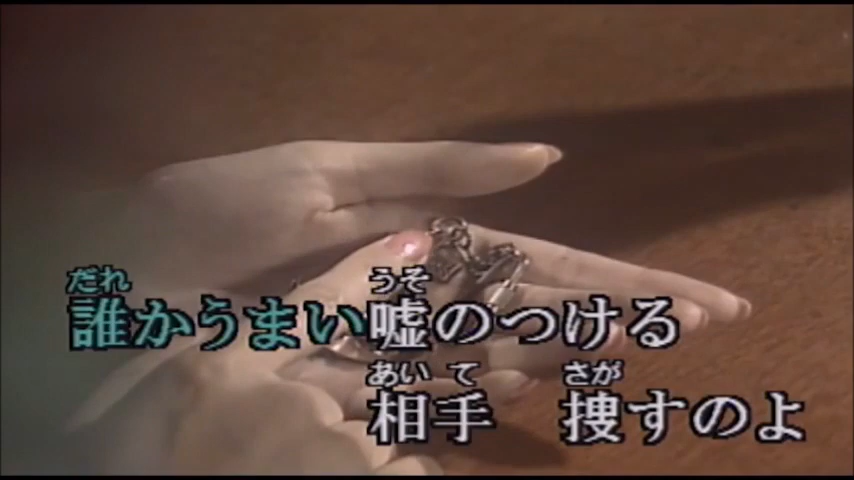 だれ うそ
誰かうまい嘘のつける
あいて さが
相手 捜すのよ